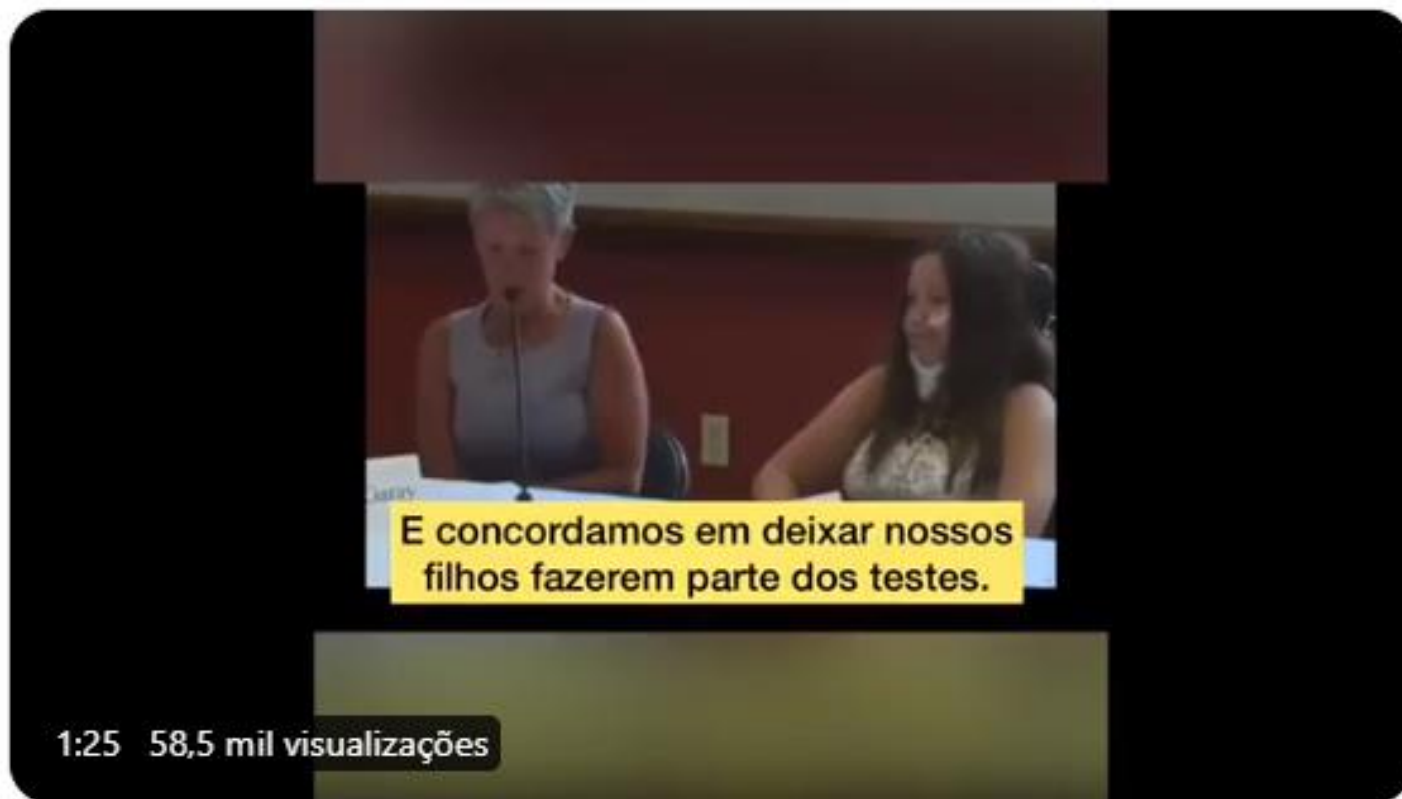 E concordamos em deixar nossos
filhos fazerem parte dos testes.
1:25 58,5 mil visualizações